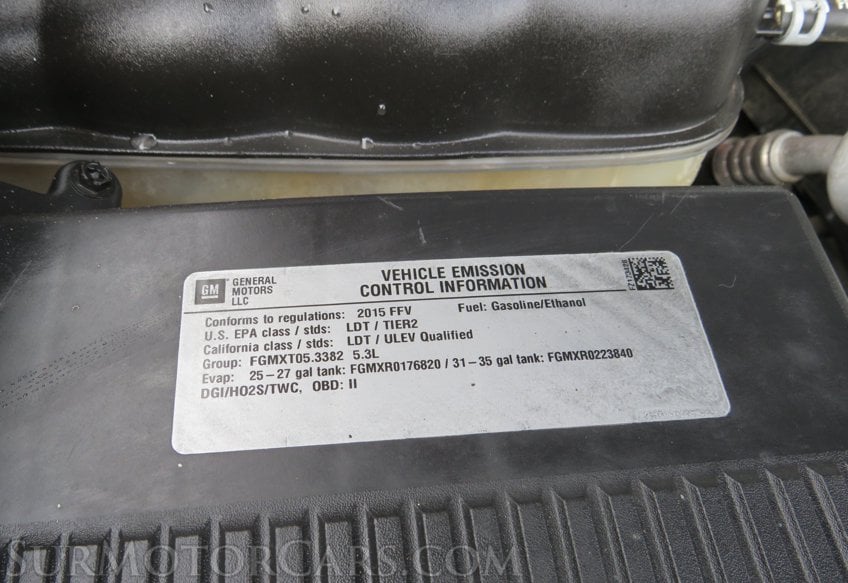 GM
GENERAL
MOTORS
LLC
VEHICLE EMISSION
CONTROL INFORMATION
Conforms to regulations: 2015 FFV Fuel: Gasoline/Ethanol
U.S. EPA class / stds: LDT / TIER2
California class / stds: LDT / ULEV Qualified
Group: FGMXT05.3382 5.3L
Evap: 25–27 gal tank: FGMXR0176820 / 31–35 gal tank: FGMXR0223840
DGI/HO2S/TWC, OBD: II
SurMotorCars.com